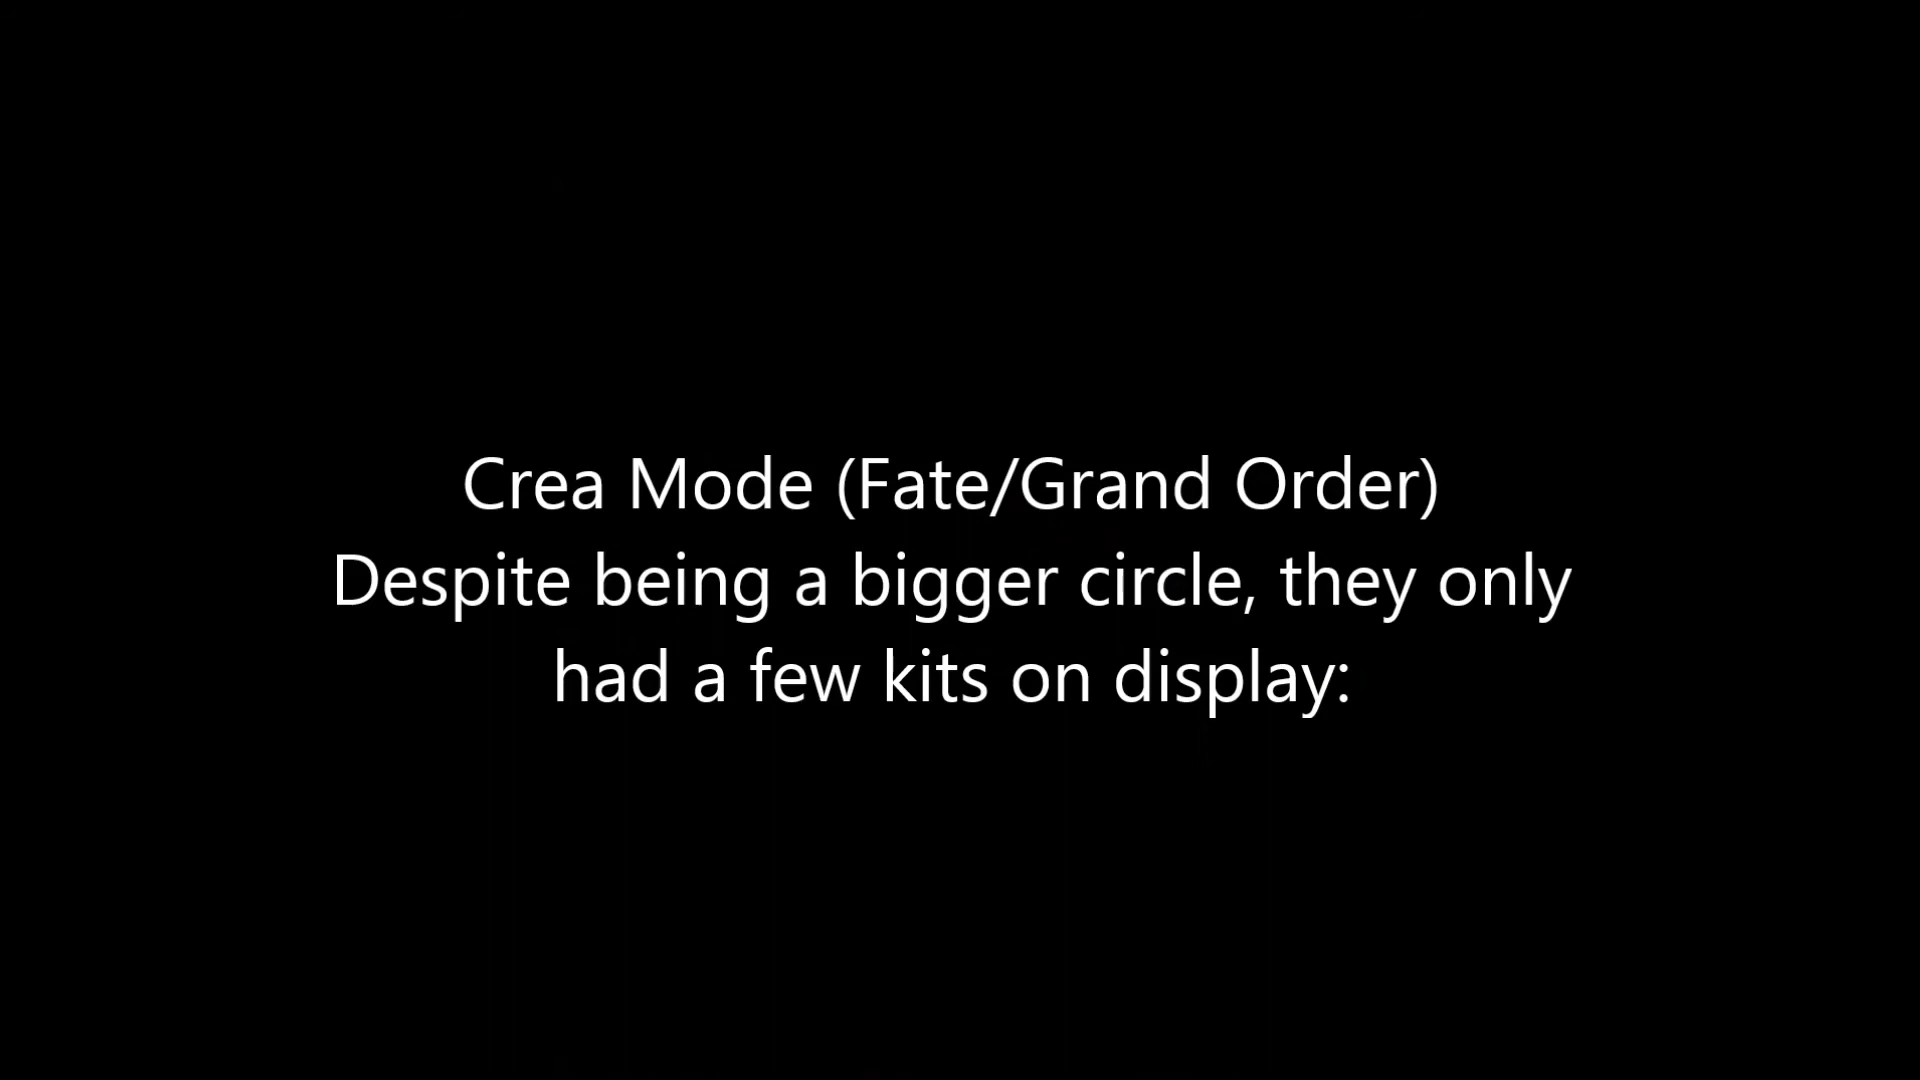 Crea Mode (Fate/Grand Order)
Despite being a bigger circle, they only
had a few kits on display: